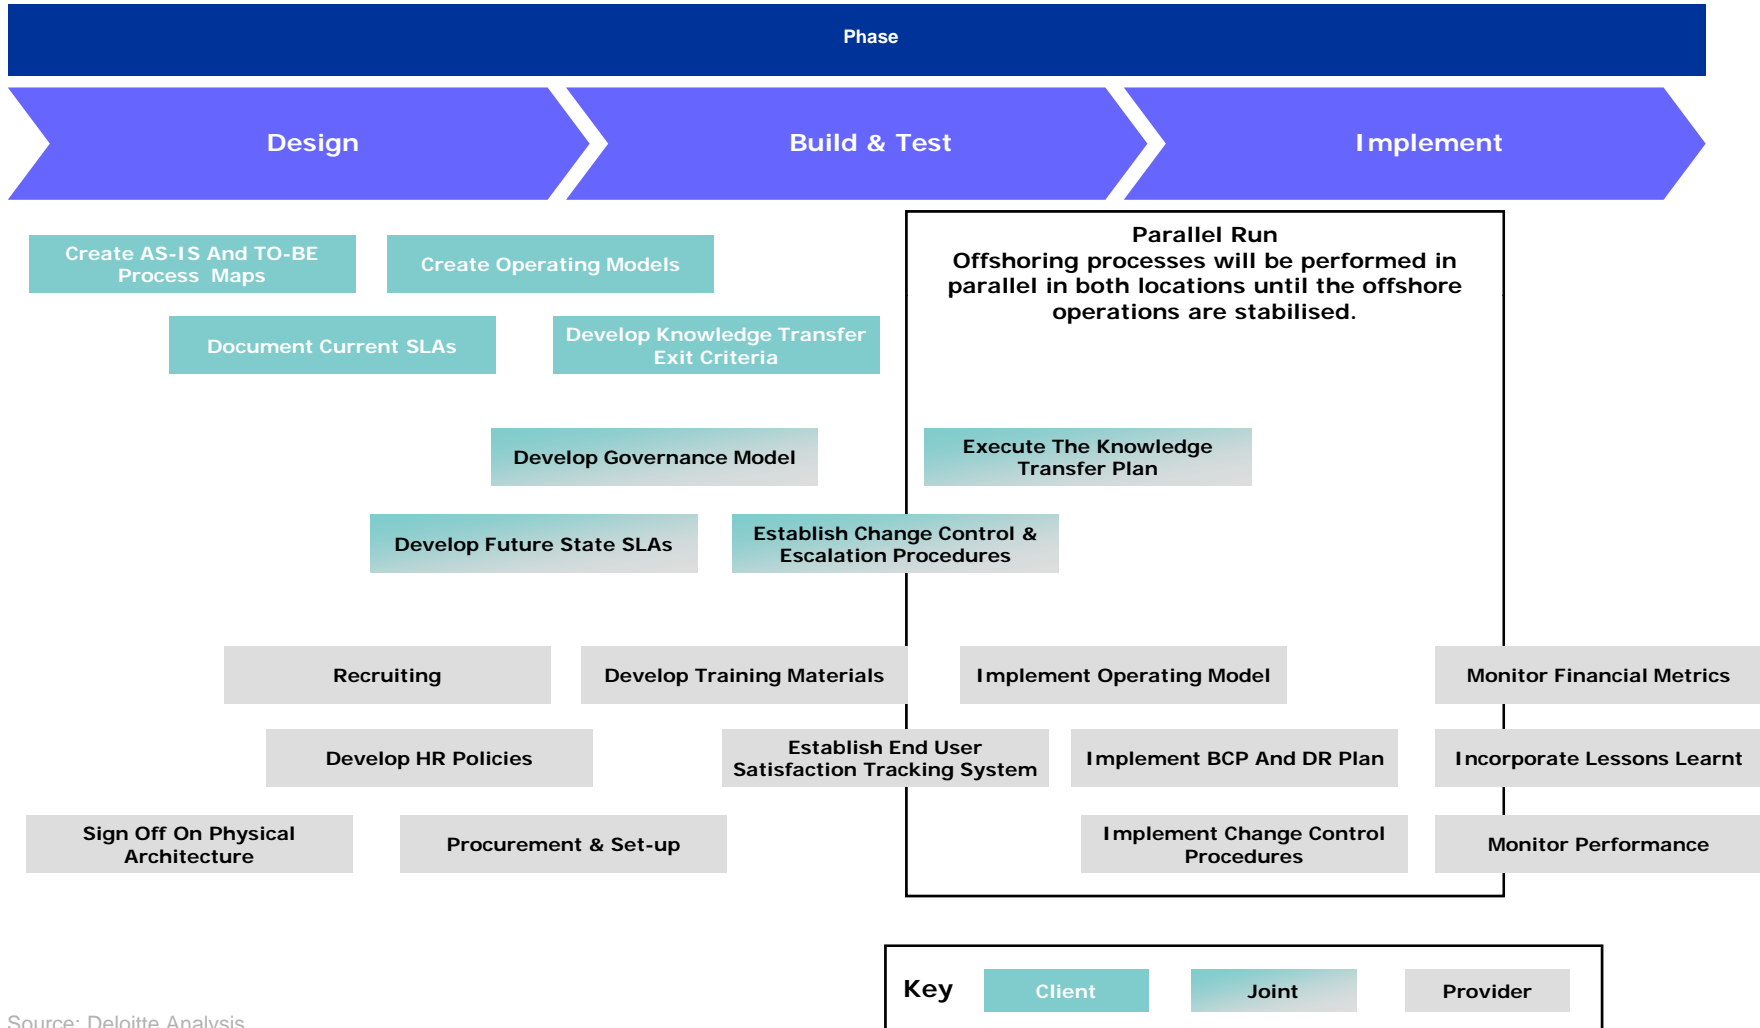 Phase
Design
Build & Test
Implement
Parallel Run
Offshoring processes will be performed in
parallel in both locations until the offshore
operations are stabilised.
Create AS-IS And TO-BE
Process Maps
Create Operating Models
Document Current SLAs
Develop Knowledge Transfer
Exit Criteria
Develop Governance Model
Execute The Knowledge
Transfer Plan
Develop Future State SLAs
Establish Change Control &
Escalation Procedures
Recruiting
Develop Training Materials
Implement Operating Model
Monitor Financial Metrics
Develop HR Policies
Establish End User
Satisfaction Tracking System
Implement BCP And DR Plan
Incorporate Lessons Learnt
Sign Off On Physical
Architecture
Procurement & Set-up
Implement Change Control
Procedures
Monitor Performance
Key
Client
Joint
Provider
Source: Deloitte Analysis